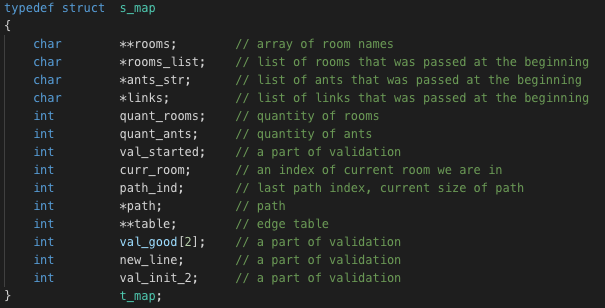 typedef struct s_map
{
char **rooms; // array of room names
char *rooms_list; // list of rooms that was passed at the beginning
char *ants_str; // list of ants that was passed at the beginning
char *links; // list of links that was passed at the beginning
int quant_rooms; // quantity of rooms
int quant_ants; // quantity of ants
int val_started; // a part of validation
int curr_room; // an index of current room we are in
int path_ind; // last path index, current size of path
int *path; // path
int **table; // edge table
int val_good[2]; // a part of validation
int new_line; // a part of validation
int val_init_2; // a part of validation
} t_map;